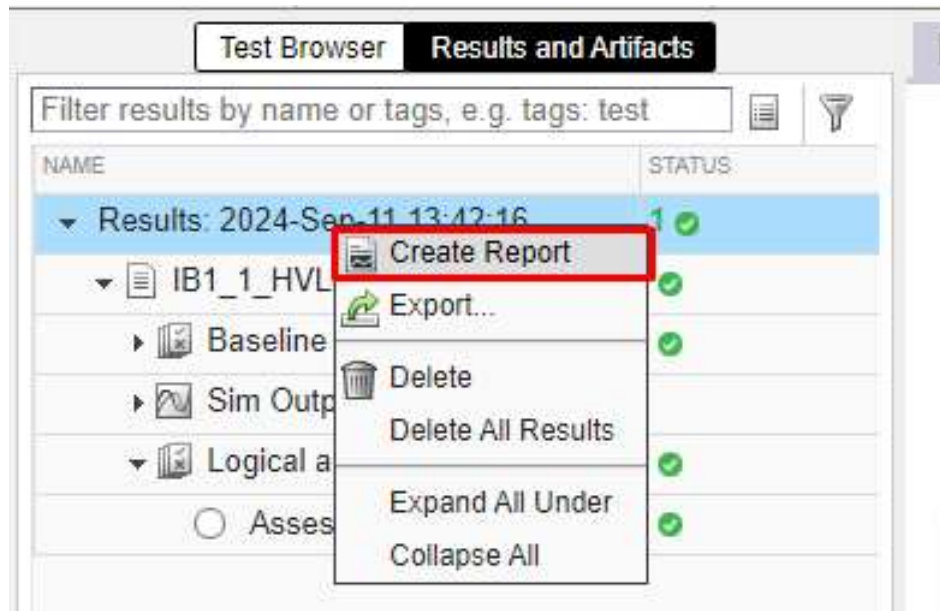 Test Browser Results and Artifacts
Filter results by name or tags, e.g. tags: test
NAME STATUS
Results: 2024-Sep-11 13:42:16 1
Create Report
IB1_1_HVL
Export...
Baseline
Delete
Sim Outp
Delete All Results
Logical a
Expand All Under
Asses
Collapse All